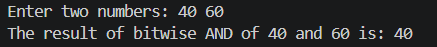 Enter two numbers: 40 60
The result of bitwise AND of 40 and 60 is: 40